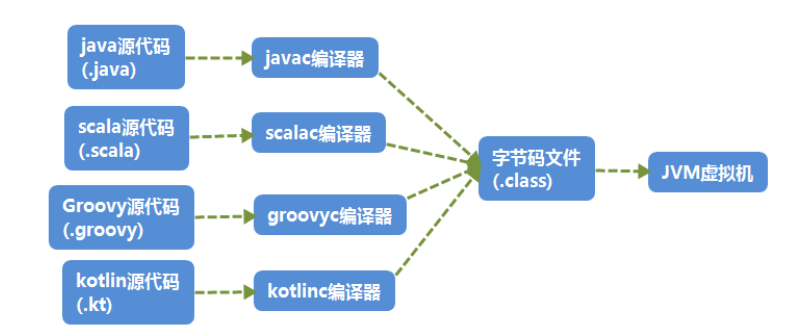 java源代码
(.java)
javac编译器
scala源代码
(.scala)
scalac编译器
Groovy源代码
(.groovy)
groovyc编译器
kotlin源代码
(.kt)
kotlinc编译器
字节码文件
(.class)
JVM虚拟机